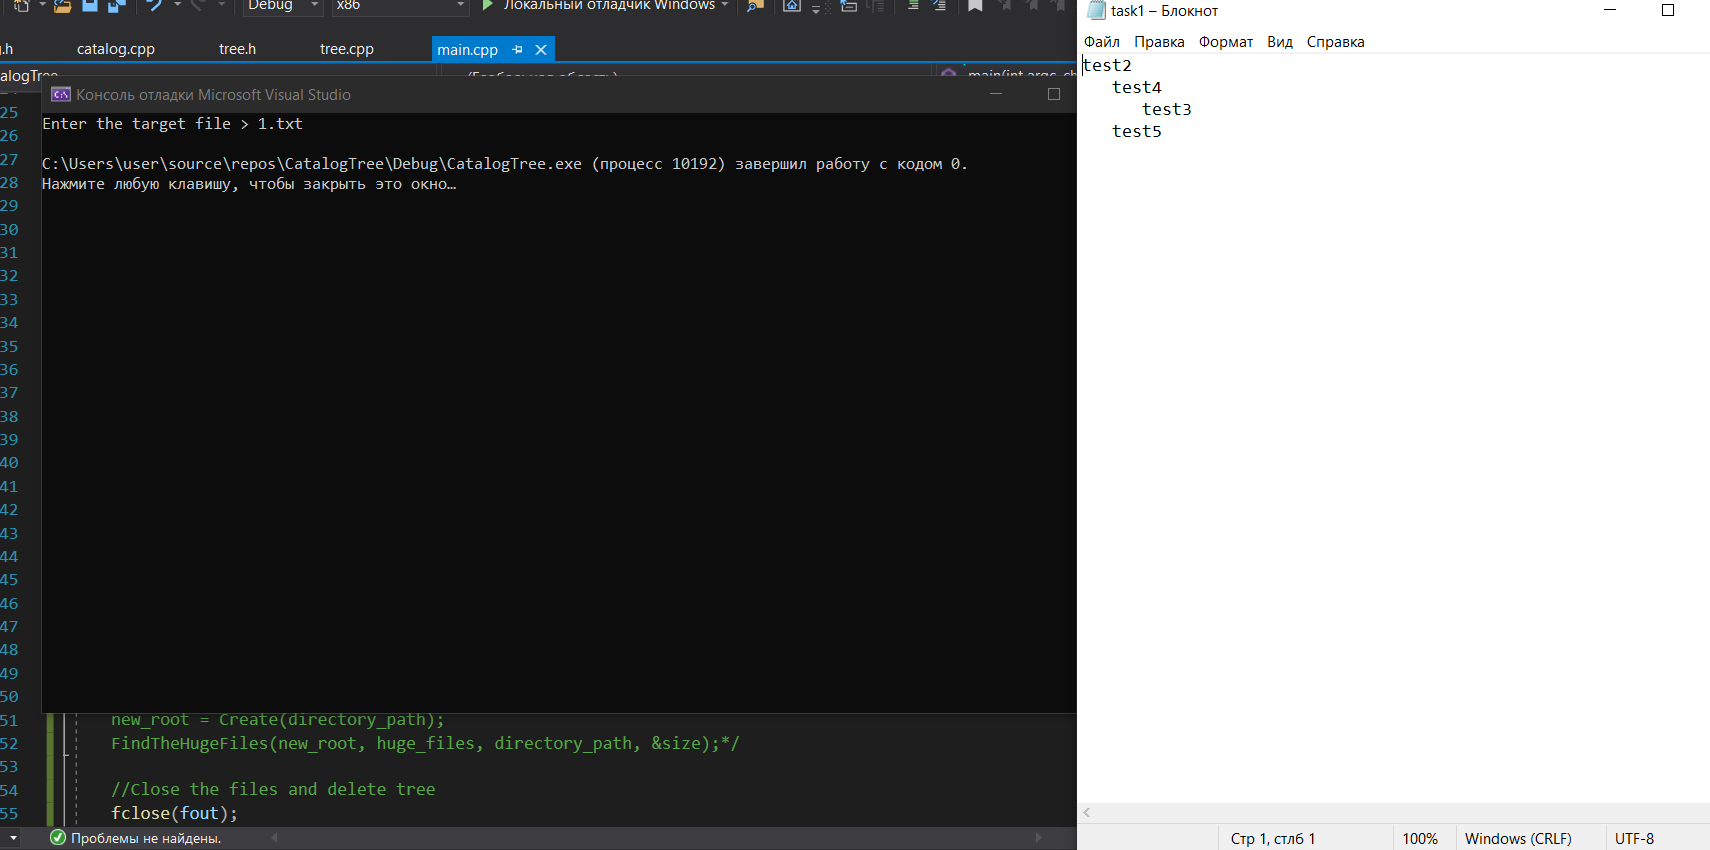 Debug x86 Локальный отладчик Windows
.h catalog.cpp tree.h tree.cpp main.cpp
alogTree
Консоль отладки Microsoft Visual Studio
Enter the target file > 1.txt
C:\Users\user\source\repos\CatalogTree\Debug\CatalogTree.exe (процесс 10192) завершил работу с кодом 0.
Нажмите любую клавишу, чтобы закрыть это окно…
25
26
27
28
29
30
31
32
33
34
35
36
37
38
39
40
41
42
43
44
45
46
47
48
49
50
51 new_root = Create(directory_path);
52 FindTheHugeFiles(new_root, huge_files, directory_path, &size);*/
53
54 //Close the files and delete tree
55 fclose(fout);
Проблемы не найдены.
task1 – Блокнот
Файл Правка Формат Вид Справка
test2
test4
test3
test5
Стр 1, стлб 1 100% Windows (CRLF) UTF-8